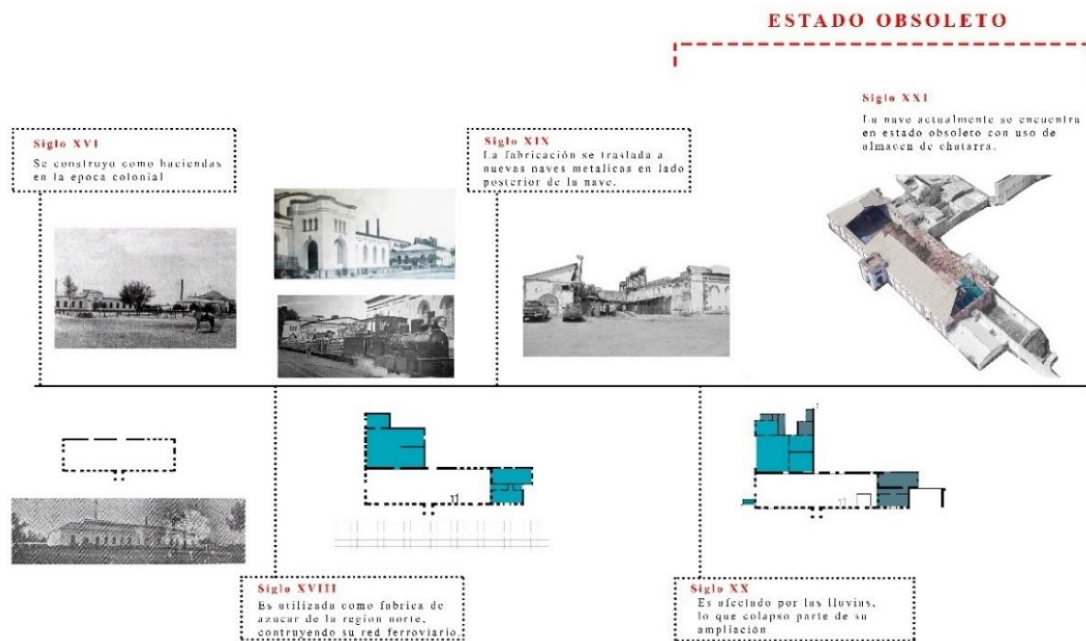 ESTADO OBSOLETO
Siglo XVI
Se construyo como haciendas
en la epoca colonial
Siglo XIX
La fabricación se traslada a
nuevas naves metalicas en lado
posterior de la nave.
Siglo XXI
La nave actualmente se encuentra
en estado obsoleto con uso de
almacen de chatarra.
Siglo XVIII
Es utilizada como fabrica de
azucar de la region norte,
contruyendo su red ferroviario.
Siglo XX
Es afectado por las lluvias,
lo que colapso parte de su
ampliación